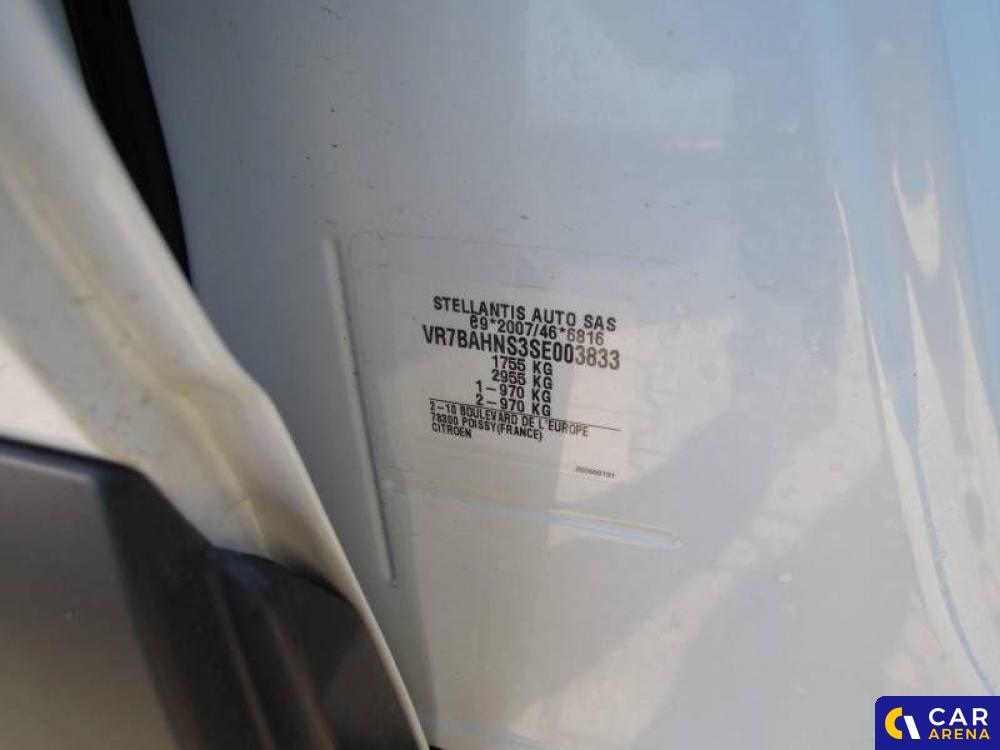 STELLANTIS AUTO SAS
e9*2007/46*6816
VR7BAHNS3SE003833
1755 KG
2955 KG
1-970 KG
2-970 KG
2-10 BOULEVARD DE L'EUROPE
78300 POISSY(FRANCE)
CITROEN
CAR
ARENA